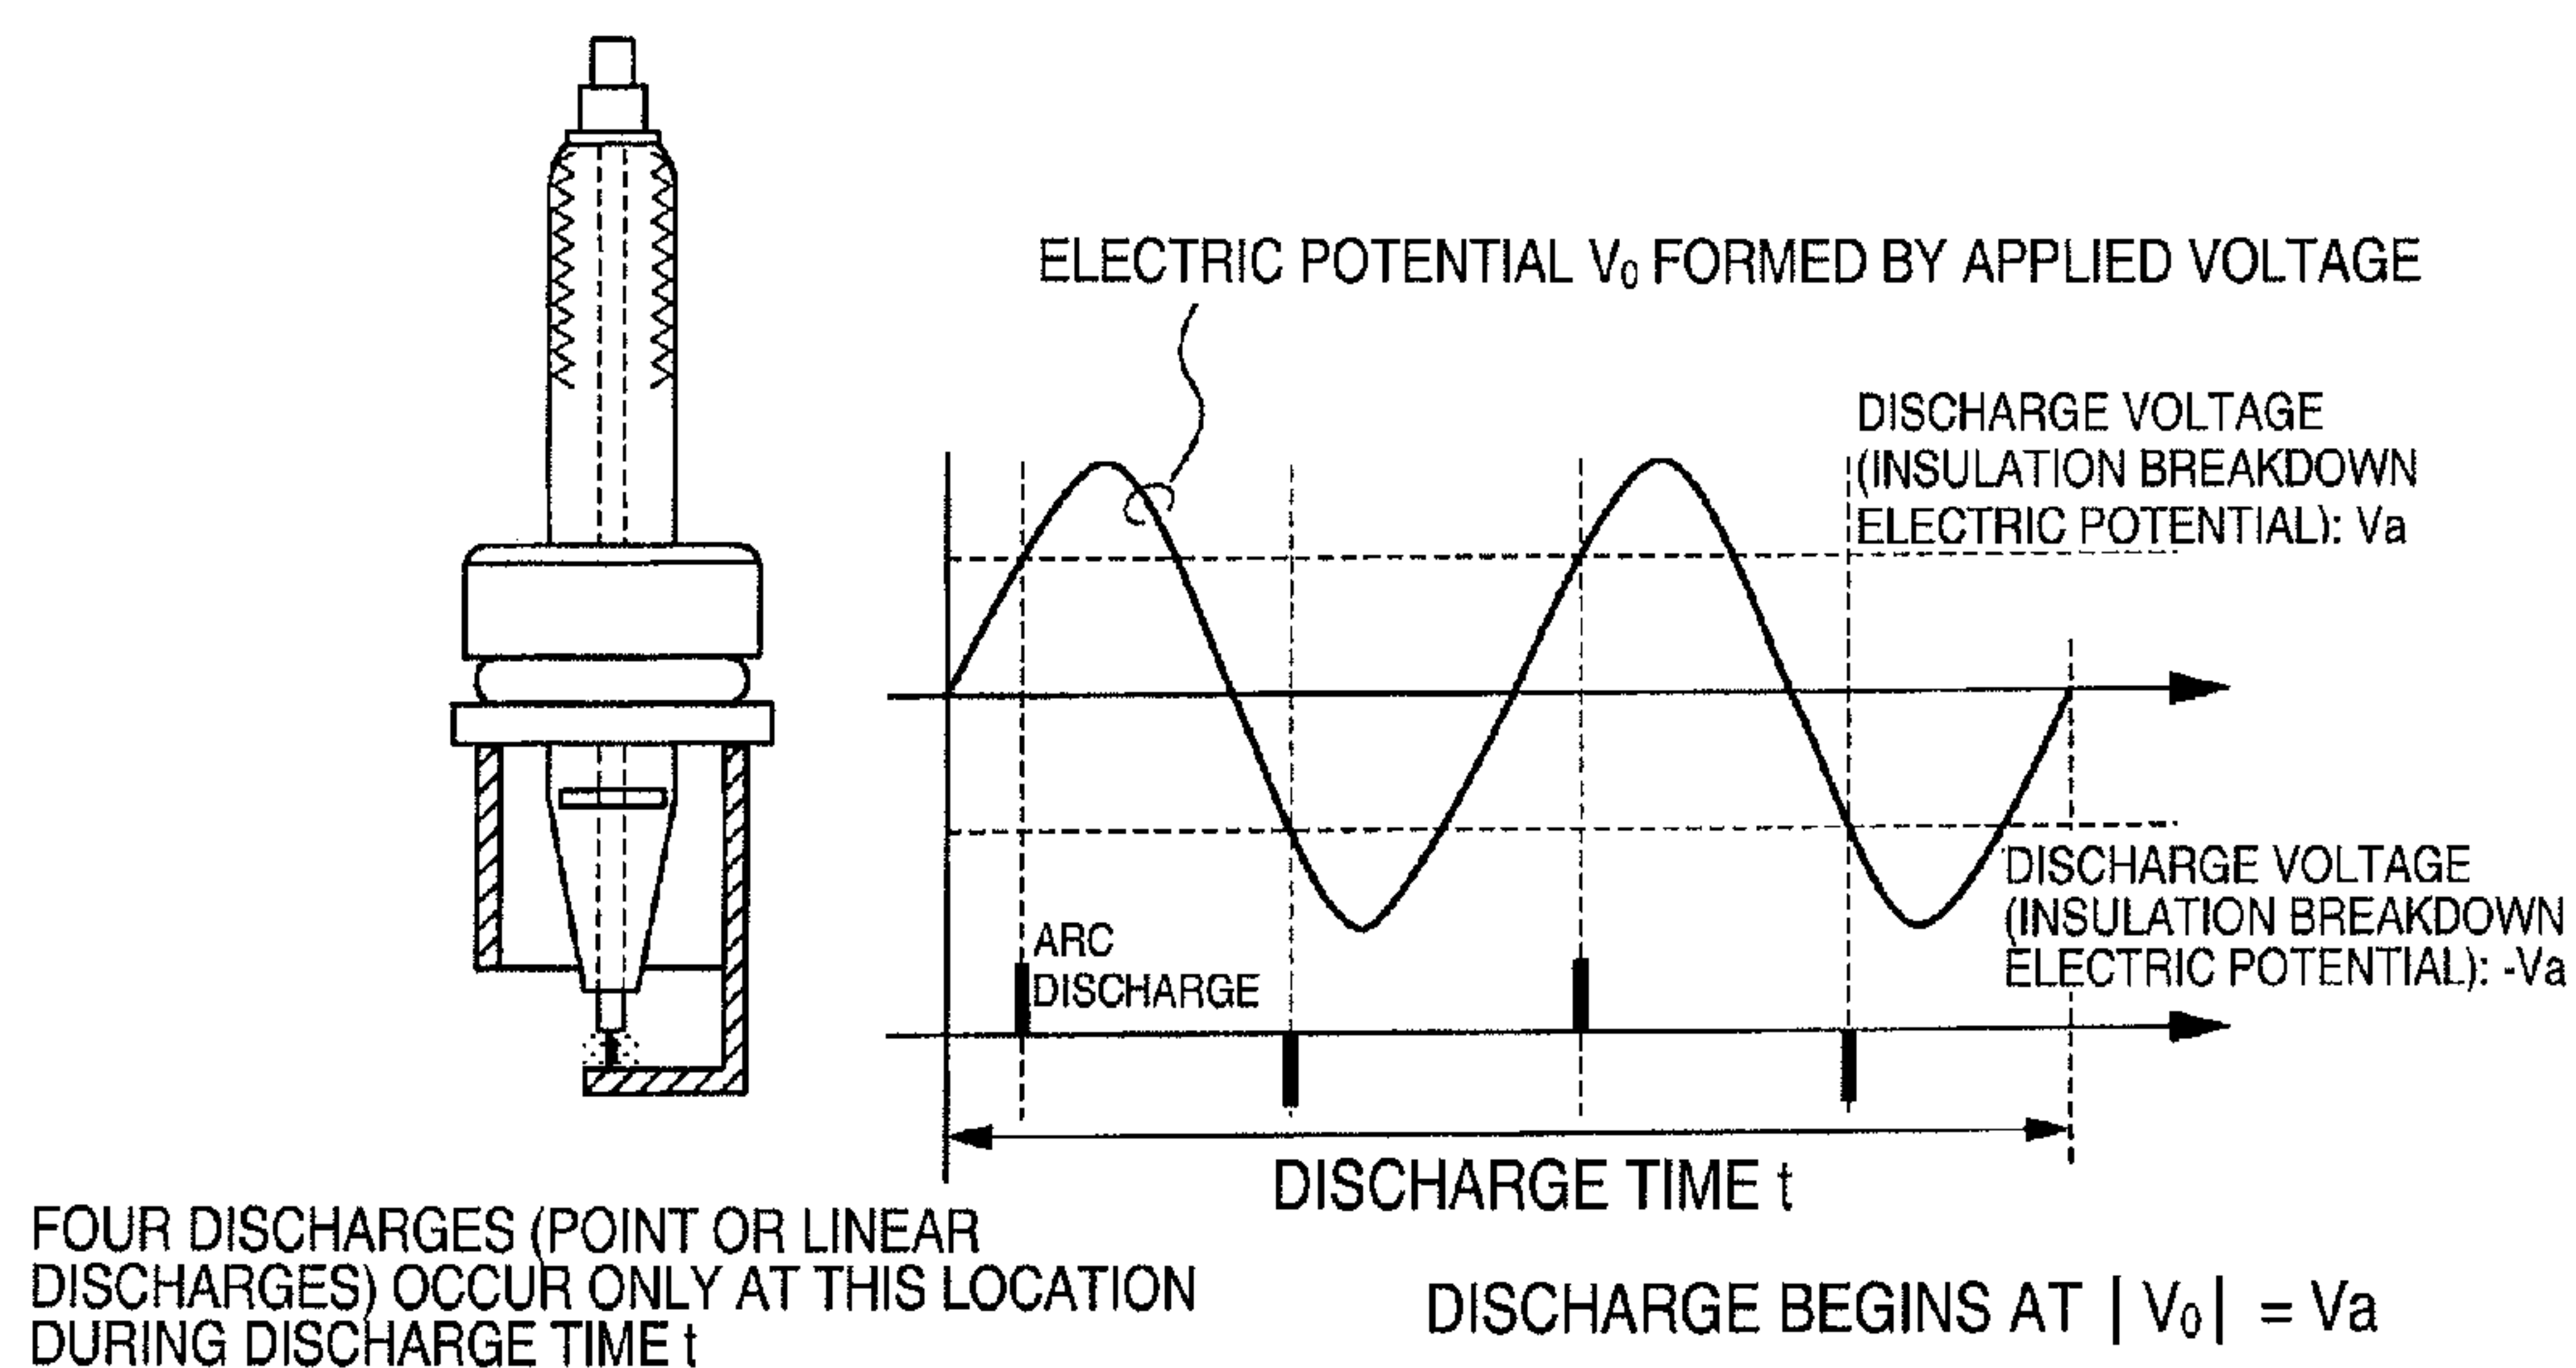 ELECTRIC POTENTIAL V₀ FORMED BY APPLIED VOLTAGE
DISCHARGE VOLTAGE
(INSULATION BREAKDOWN
ELECTRIC POTENTIAL): Va
DISCHARGE VOLTAGE
(INSULATION BREAKDOWN
ELECTRIC POTENTIAL): -Va
ARC
DISCHARGE
DISCHARGE TIME t
FOUR DISCHARGES (POINT OR LINEAR
DISCHARGES) OCCUR ONLY AT THIS LOCATION
DURING DISCHARGE TIME t
DISCHARGE BEGINS AT | V₀ | = Va